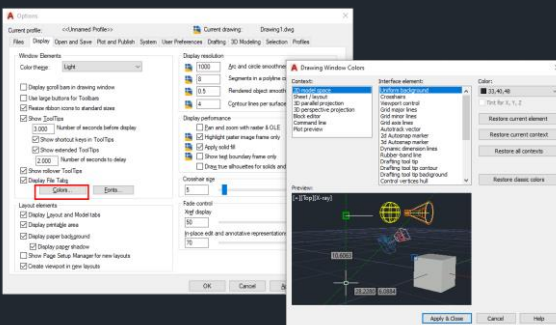 Options
Current profile: <<Unnamed Profile>> Current drawing: Drawing1.dwg
Files Display Open and Save Plot and Publish System User Preferences Drafting 3D Modeling Selection Profiles
Window Elements
Color theme: Light
Display scroll bars in drawing window
Use large buttons for Toolbars
Resize ribbon icons to standard sizes
Show ToolTips
3.000 Number of seconds before display
Show shortcut keys in ToolTips
Show extended ToolTips
2.000 Number of seconds to delay
Show rollover ToolTips
Display File Tabs
Colors... Fonts...
Layout elements
Display Layout and Model tabs
Display printable area
Display paper background
Display paper shadow
Show Page Setup Manager for new layouts
Create viewport in new layouts
Display resolution
1000 Arc and circle smoothne
8 Segments in a polyline c
0.5 Rendered object smooth
4 Contour lines per surface
Display performance
Pan and zoom with raster & OLE
Highlight raster image frame only
Apply solid fill
Show text boundary frame only
Draw true silhouettes for solids and
Crosshair size
5
Fade control
Xref display
50
In-place edit and annotative representation
70
OK Cancel A
Drawing Window Colors
Context:
2D model space
Sheet / layout
3D parallel projection
3D perspective projection
Block editor
Command line
Plot preview
Interface element:
Uniform background
Crosshairs
Viewport control
Grid major lines
Grid minor lines
Grid axis lines
Autotrack vector
2d Autosnap marker
3d Autosnap marker
Dynamic dimension lines
Rubber-band line
Drafting tool tip
Drafting tool tip contour
Drafting tool tip background
Control vertices hull
Color:
33,40,48
Tint for X, Y, Z
Restore current element
Restore current context
Restore all contexts
Restore classic colors
Preview:
[+][Top][X-ray]
10.6063
Apply & Close Cancel Help